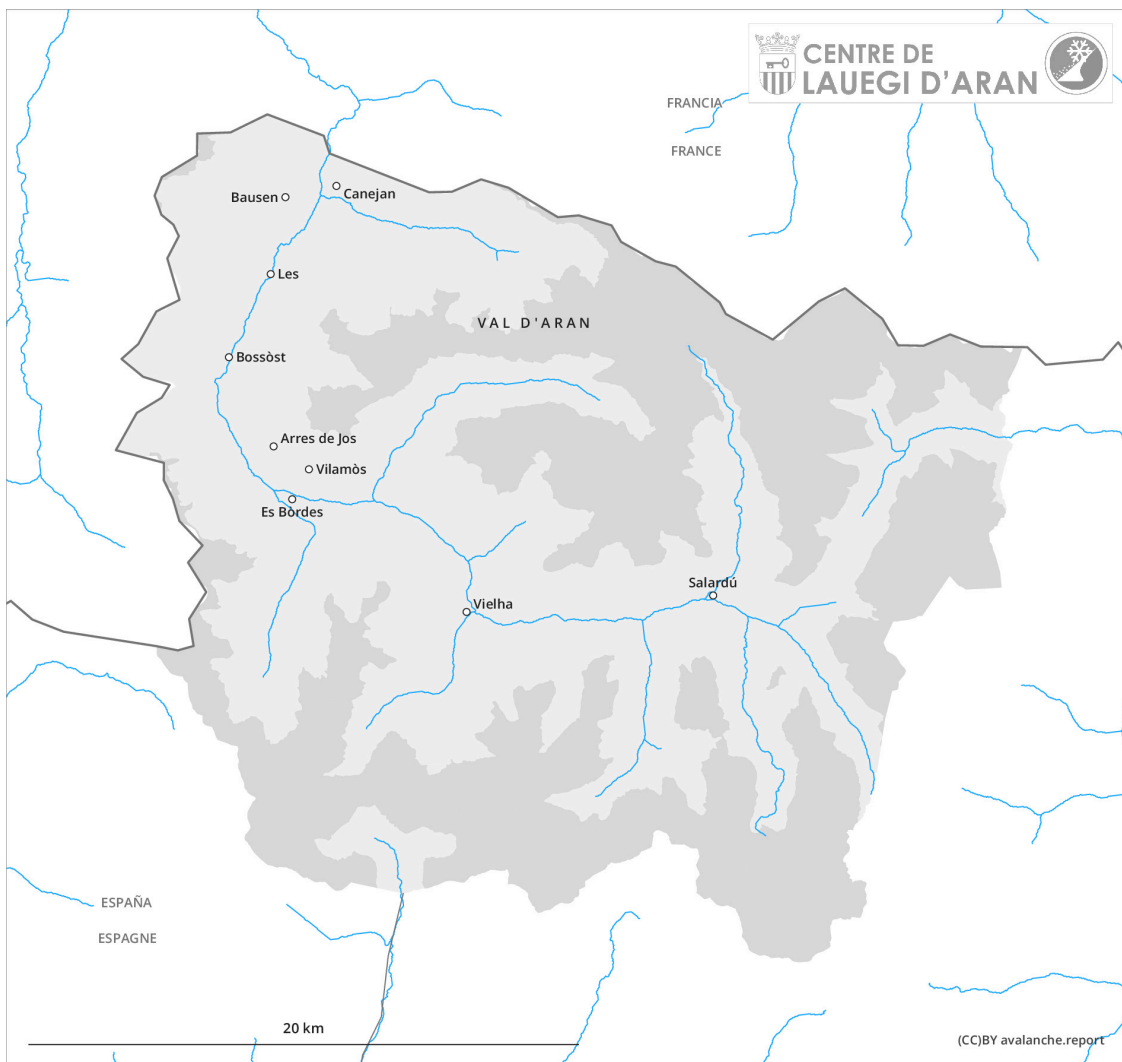 CENTRE DE
LAUEGI D'ARAN
FRANCIA
FRANCE
Bausen
Canejan
Les
VAL D'ARAN
Bossòst
Arres de Jos
Vilamòs
Es Bòrdes
Salardú
Vielha
ESPAÑA
ESPAGNE
20 km
(CC)BY avalanche.report